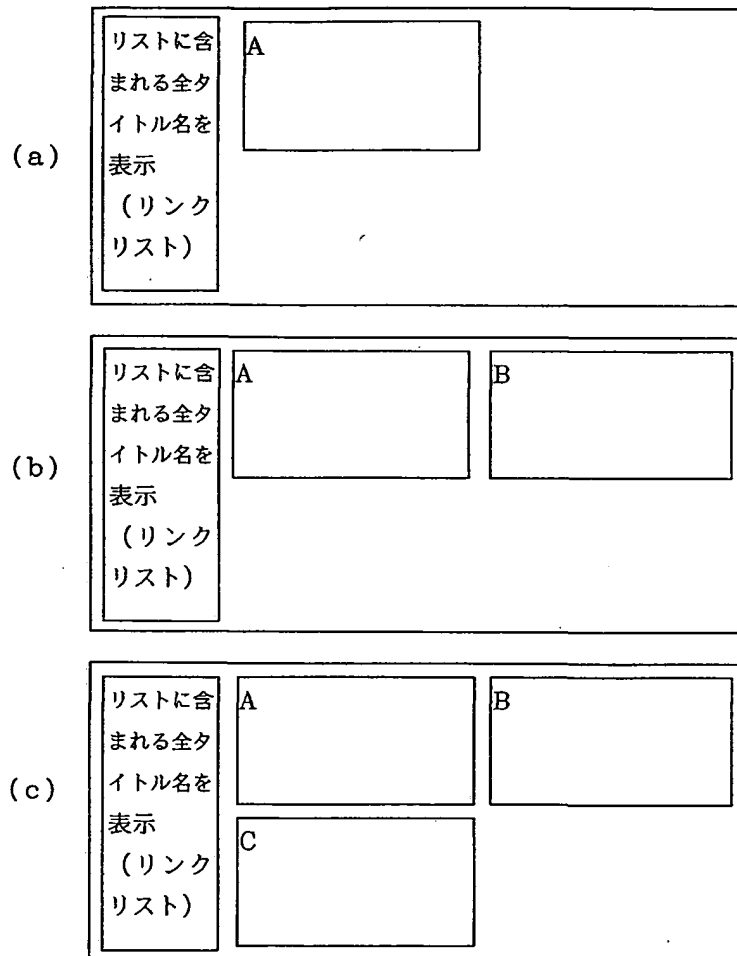 (a)
リストに含
まれる全タ
イトル名を
表示
(リンク
リスト)
A
(b)
リストに含
まれる全タ
イトル名を
表示
(リンク
リスト)
A
B
(c)
リストに含
まれる全タ
イトル名を
表示
(リンク
リスト)
A
B
C